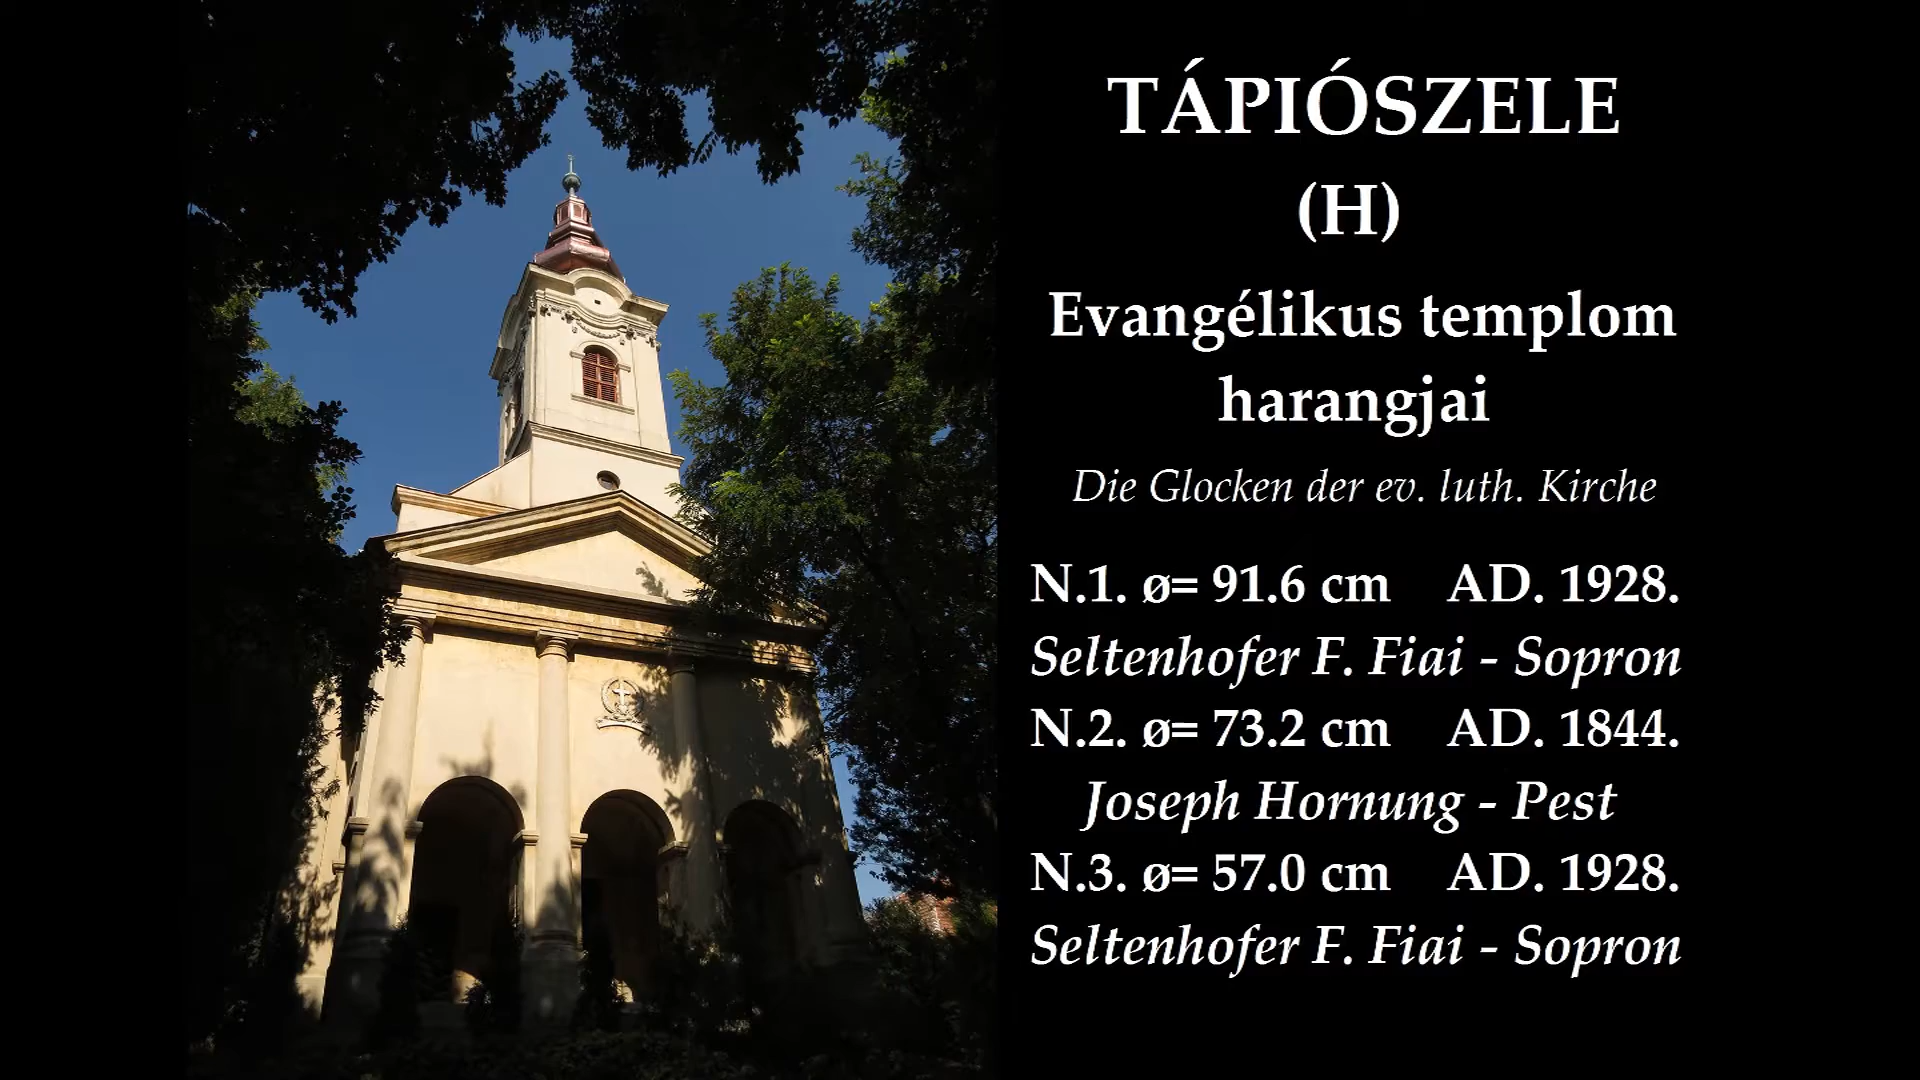 TÁPIÓSZELE
(H)
Evangélikus templom
harangjai
Die Glocken der ev. luth. Kirche
N.1. ø= 91.6 cm AD. 1928.
Seltenhofer F. Fiai - Sopron
N.2. ø= 73.2 cm AD. 1844.
Joseph Hornung - Pest
N.3. ø= 57.0 cm AD. 1928.
Seltenhofer F. Fiai - Sopron